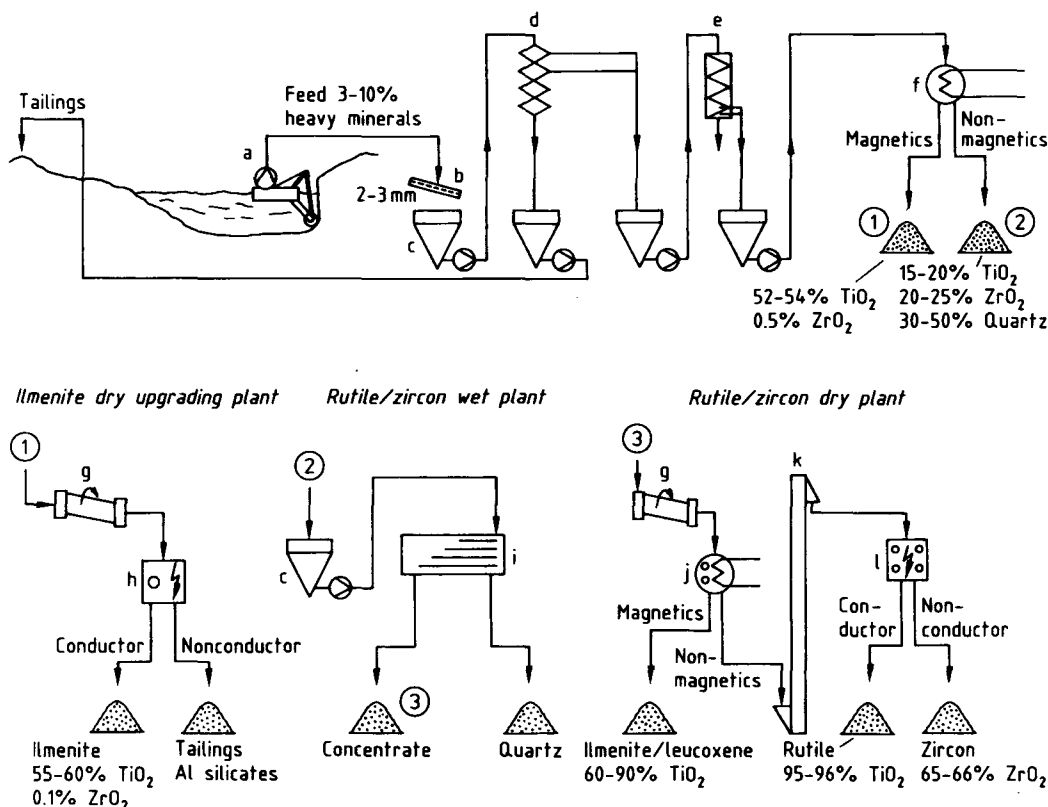 Tailings
Feed 3-10%
heavy minerals
a
b
2-3 mm
c
d
e
f
Magnetics
Non-
magnetics
①
②
52-54% TiO₂
0.5% ZrO₂
15-20% TiO₂
20-25% ZrO₂
30-50% Quartz
Ilmenite dry upgrading plant
①
g
h
Conductor
Nonconductor
Ilmenite
55-60% TiO₂
0.1% ZrO₂
Tailings
Al silicates
Rutile/zircon wet plant
②
c
i
③
Concentrate
Quartz
Rutile/zircon dry plant
③
g
j
Magnetics
Non-
magnetics
k
l
Con-
ductor
Non-
conductor
Ilmenite/leucoxene
60-90% TiO₂
Rutile
95-96% TiO₂
Zircon
65-66% ZrO₂